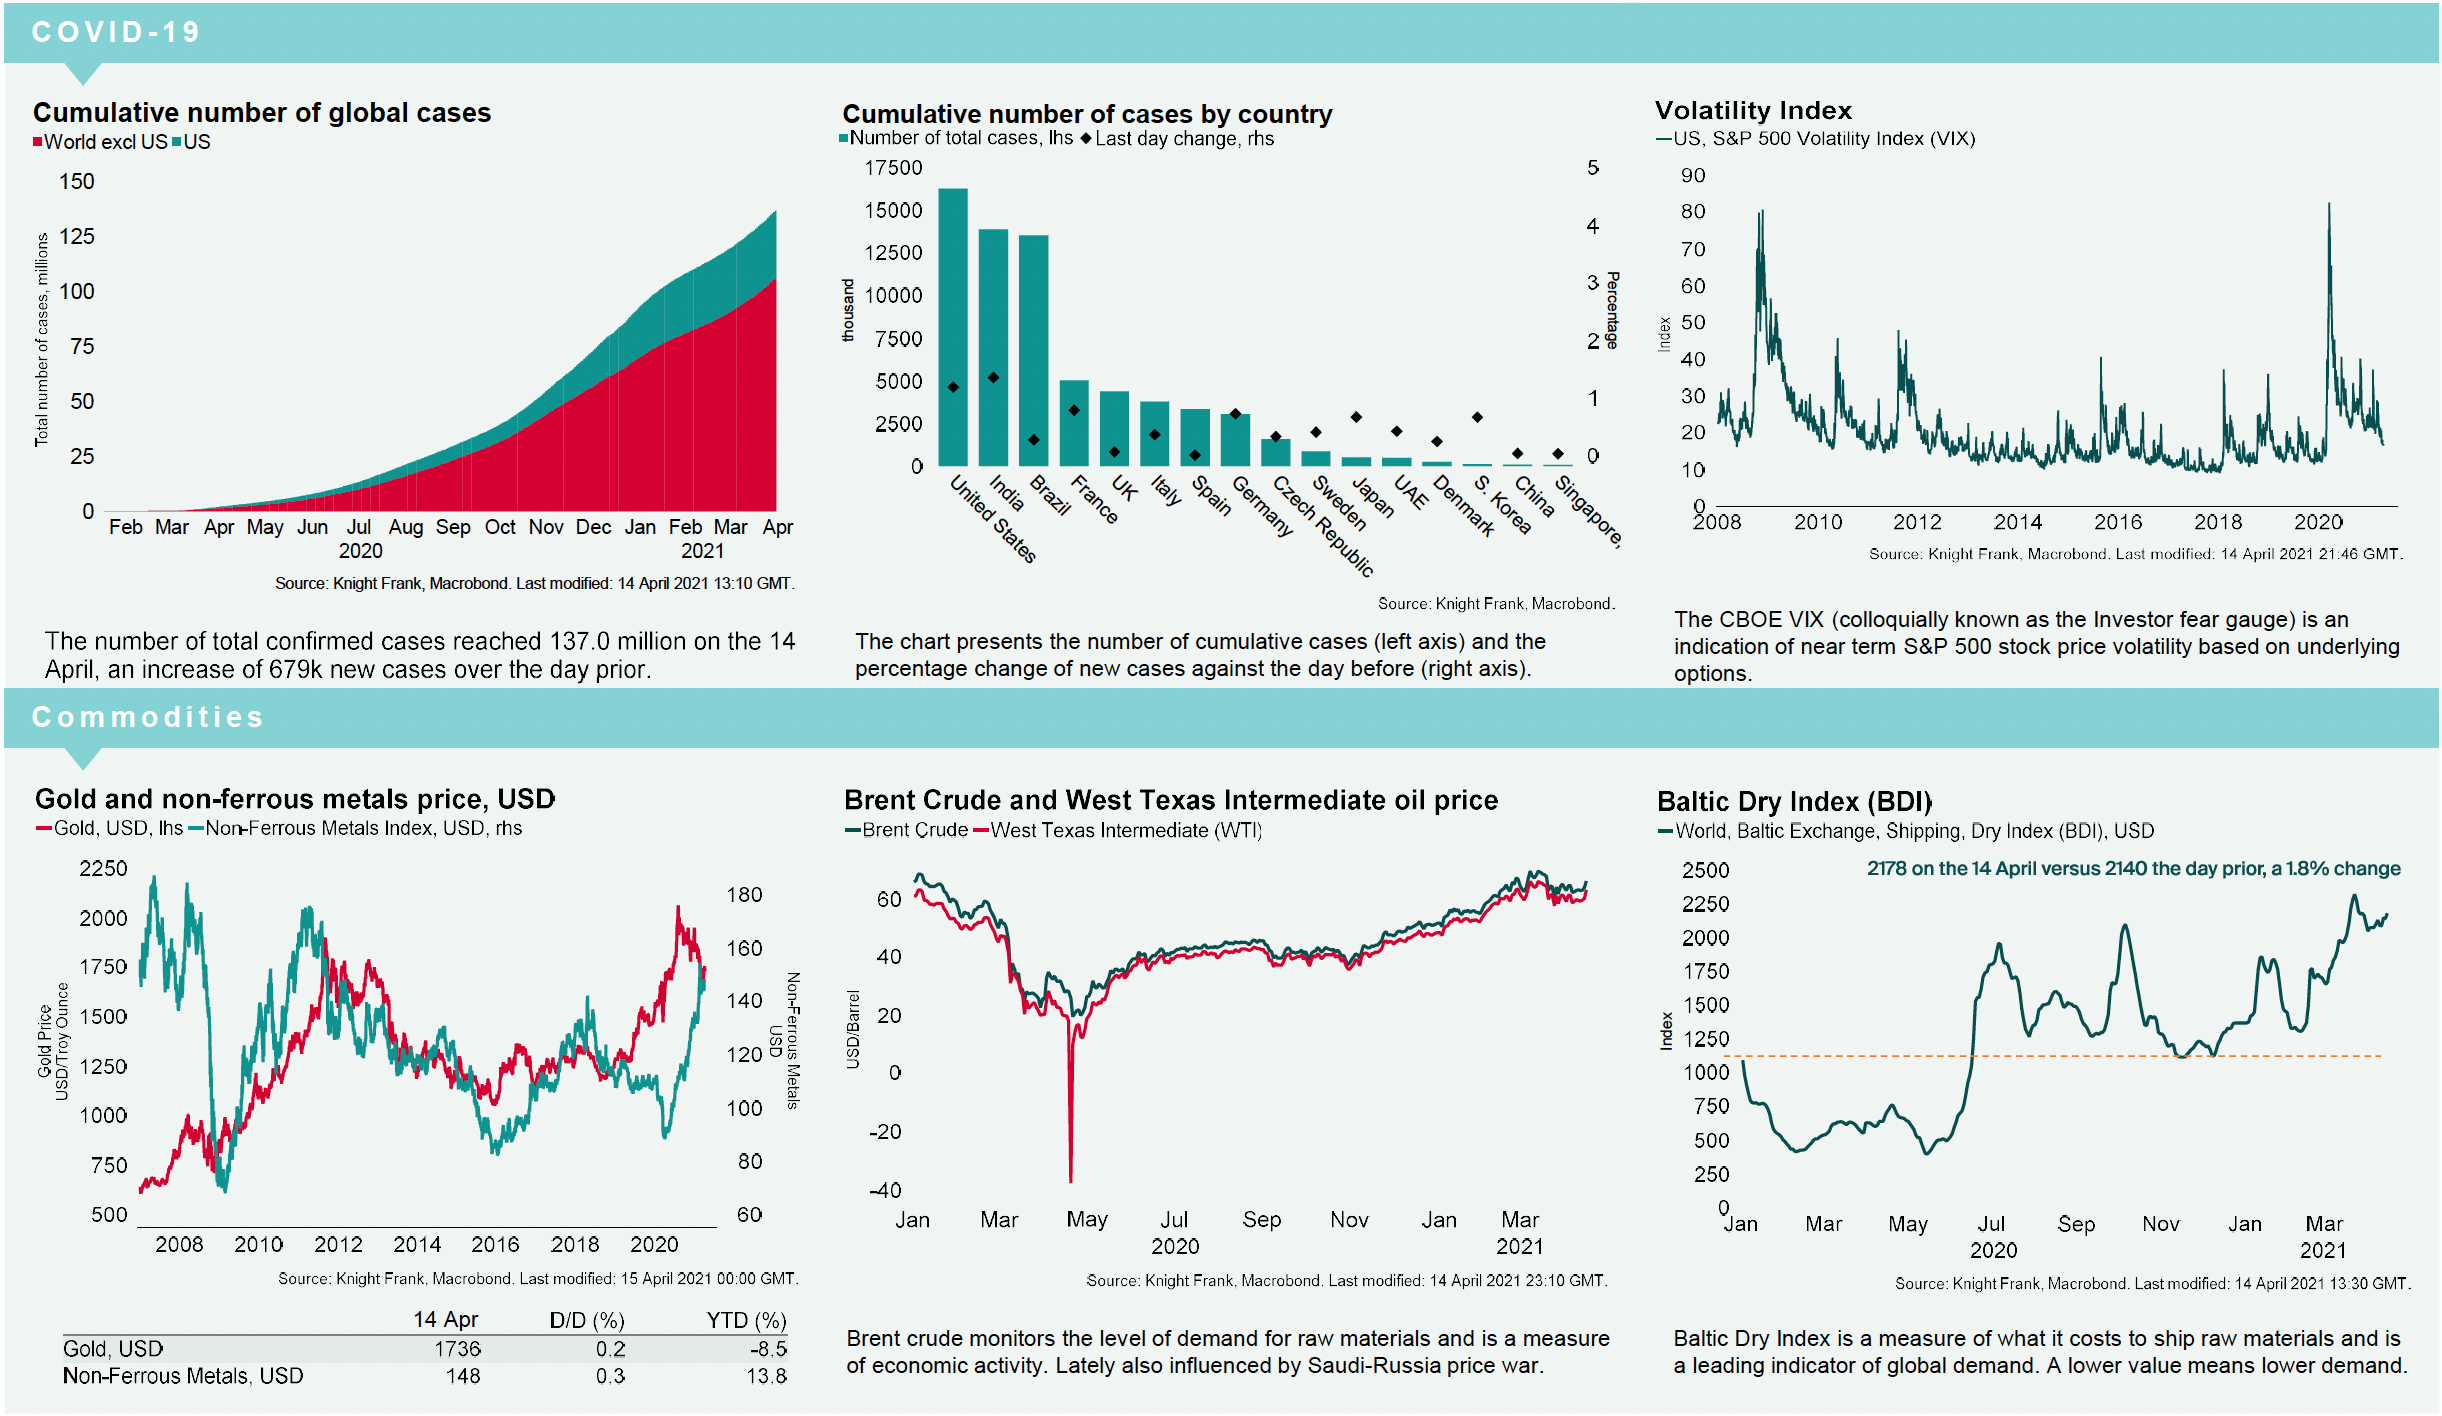 COVID-19
Cumulative number of global cases
World excl US US
150
125
100
75
50
25
0
Total number of cases, millions
Feb Mar Apr May Jun Jul Aug Sep Oct Nov Dec Jan Feb Mar Apr
2020 2021
Source: Knight Frank, Macrobond. Last modified: 14 April 2021 13:10 GMT.
The number of total confirmed cases reached 137.0 million on the 14
April, an increase of 679k new cases over the day prior.
Cumulative number of cases by country
Number of total cases, lhs Last day change, rhs
17500
15000
12500
10000
7500
5000
2500
0
thousand
5
4
3
2
1
0
Percentage
United States
India
Brazil
France
UK
Italy
Spain
Germany
Czech Republic
Sweden
Japan
UAE
Denmark
S. Korea
China
Singapore,
Source: Knight Frank, Macrobond.
The chart presents the number of cumulative cases (left axis) and the
percentage change of new cases against the day before (right axis).
Volatility Index
US, S&P 500 Volatility Index (VIX)
90
80
70
60
50
40
30
20
10
0
Index
2008 2010 2012 2014 2016 2018 2020
Source: Knight Frank, Macrobond. Last modified: 14 April 2021 21:46 GMT.
The CBOE VIX (colloquially known as the Investor fear gauge) is an
indication of near term S&P 500 stock price volatility based on underlying
options.
Commodities
Gold and non-ferrous metals price, USD
Gold, USD, lhs Non-Ferrous Metals Index, USD, rhs
2250
2000
1750
1500
1250
1000
750
500
Gold Price
USD/Troy Ounce
180
160
140
120
100
80
60
Non-Ferrous Metals
USD
2008 2010 2012 2014 2016 2018 2020
Source: Knight Frank, Macrobond. Last modified: 15 April 2021 00:00 GMT.
14 Apr D/D (%) YTD (%)
Gold, USD 1736 0.2 -8.5
Non-Ferrous Metals, USD 148 0.3 13.8
Brent Crude and West Texas Intermediate oil price
Brent Crude West Texas Intermediate (WTI)
60
40
20
0
-20
-40
USD/Barrel
Jan Mar May Jul Sep Nov Jan Mar
2020 2021
Source: Knight Frank, Macrobond. Last modified: 14 April 2021 23:10 GMT.
Brent crude monitors the level of demand for raw materials and is a measure
of economic activity. Lately also influenced by Saudi-Russia price war.
Baltic Dry Index (BDI)
World, Baltic Exchange, Shipping, Dry Index (BDI), USD
2178 on the 14 April versus 2140 the day prior, a 1.8% change
2500
2250
2000
1750
1500
1250
1000
750
500
250
0
Index
Jan Mar May Jul Sep Nov Jan Mar
2020 2021
Source: Knight Frank, Macrobond. Last modified: 14 April 2021 13:30 GMT.
Baltic Dry Index is a measure of what it costs to ship raw materials and is
a leading indicator of global demand. A lower value means lower demand.